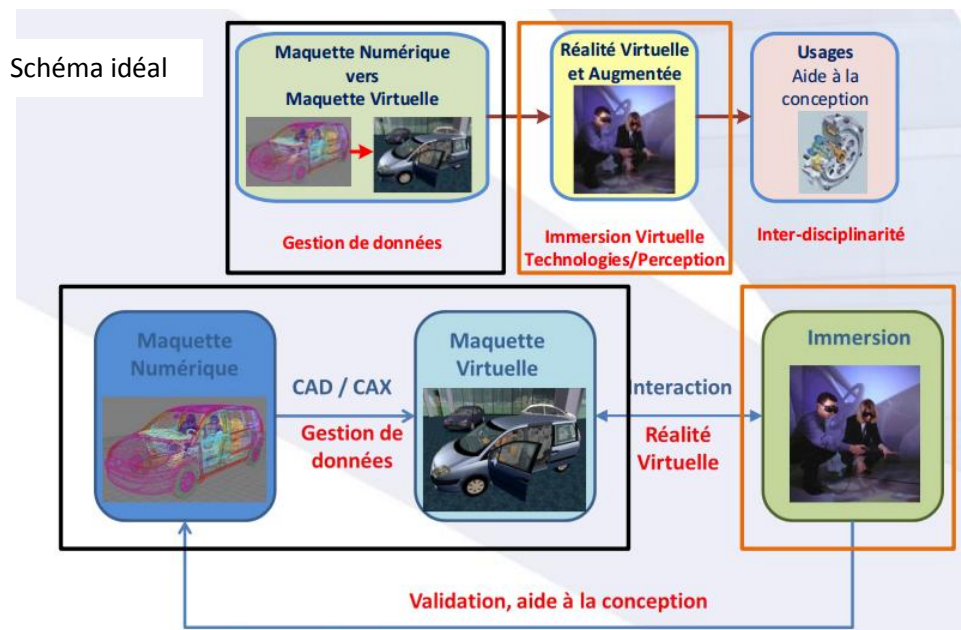 Schéma idéal
Maquette Numérique
vers
Maquette Virtuelle
Réalité Virtuelle
et Augmentée
Usages
Aide à la
conception
Gestion de données
Immersion Virtuelle
Technologies/Perception
Inter-disciplinarité
Maquette
Numérique
CAD / CAX
Gestion de
données
Maquette
Virtuelle
Interaction
Réalité
Virtuelle
Immersion
Validation, aide à la conception